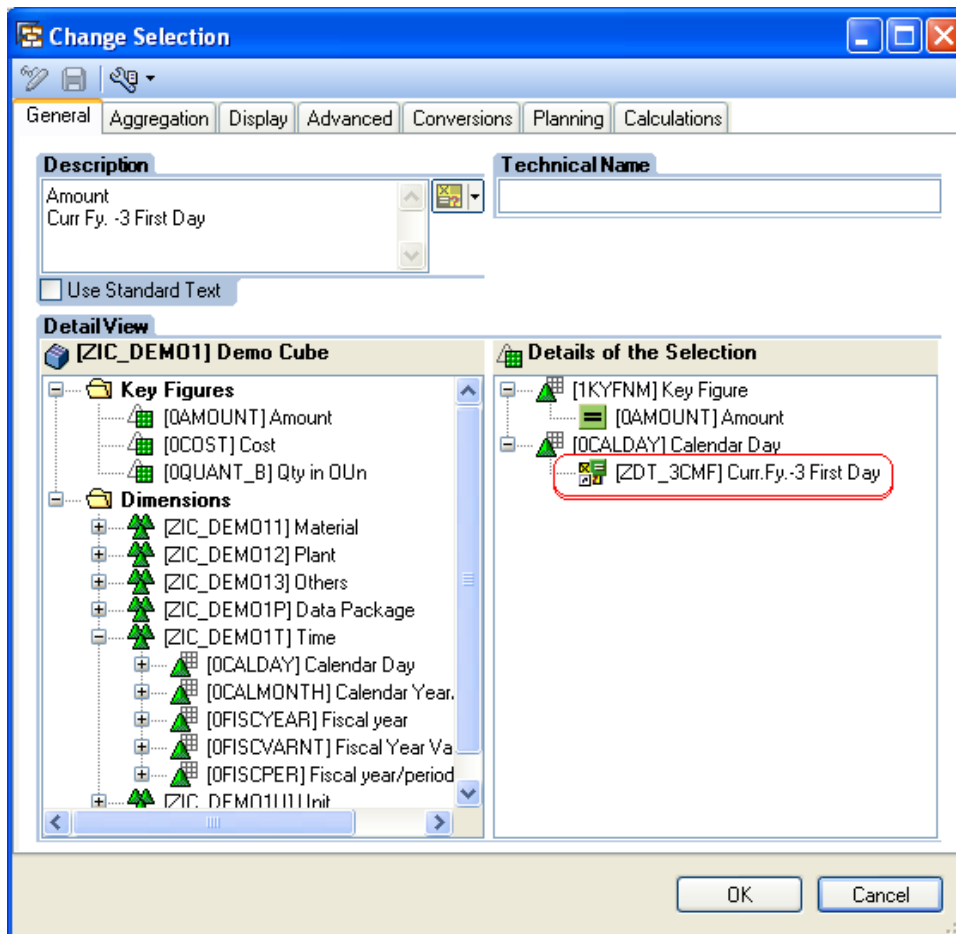 Change Selection
General Aggregation Display Advanced Conversions Planning Calculations
Description
Technical Name
Amount
Curr Fy. -3 First Day
Use Standard Text
Detail View
[ZIC_DEMO1] Demo Cube
Key Figures
[0AMOUNT] Amount
[0COST] Cost
[0QUANT_B] Qty in OUn
Dimensions
[ZIC_DEMO11] Material
[ZIC_DEMO12] Plant
[ZIC_DEMO13] Others
[ZIC_DEMO1P] Data Package
[ZIC_DEMO1T] Time
[0CALDAY] Calendar Day
[0CALMONTH] Calendar Year.
[0FISCYEAR] Fiscal year
[0FISCVARNT] Fiscal Year Va
[0FISCPER] Fiscal year/period
[ZIC_DEMO1U] Unit
Details of the Selection
[1KYFNM] Key Figure
[0AMOUNT] Amount
[0CALDAY] Calendar Day
[ZDT_3CMF] Curr.Fy.-3 First Day
OK Cancel